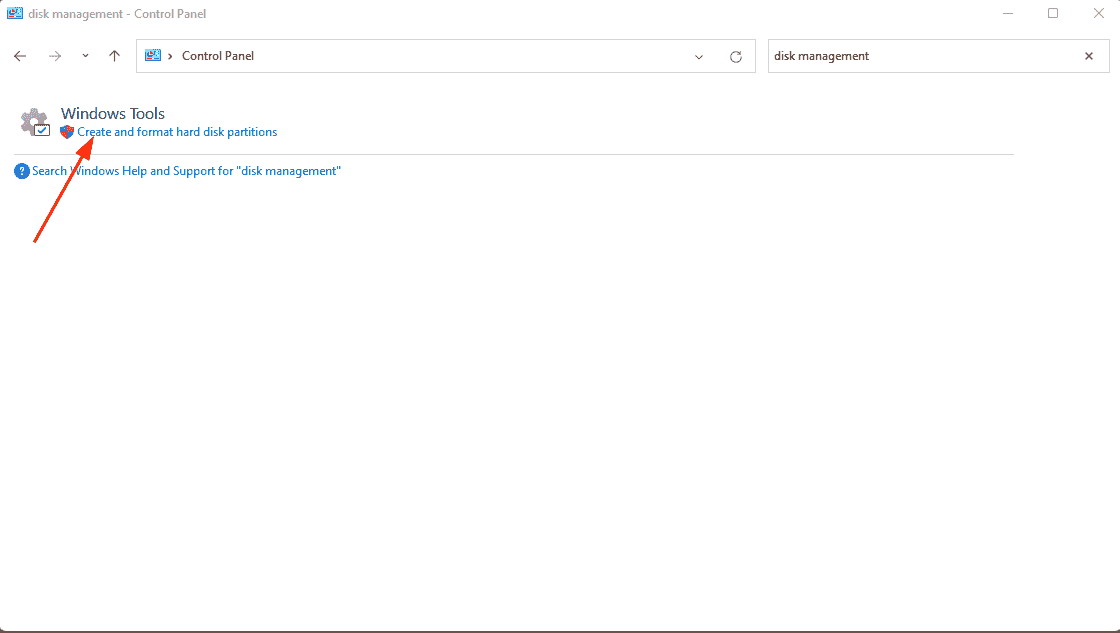 disk management - Control Panel
Control Panel
disk management
Windows Tools
Create and format hard disk partitions
Search Windows Help and Support for "disk management"